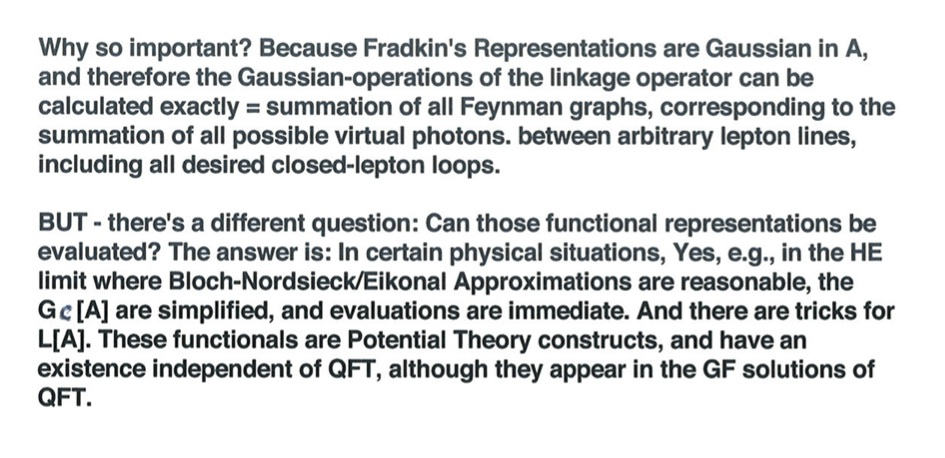 Why so important? Because Fradkin's Representations are Gaussian in A,
and therefore the Gaussian-operations of the linkage operator can be
calculated exactly = summation of all Feynman graphs, corresponding to the
summation of all possible virtual photons. between arbitrary lepton lines,
including all desired closed-lepton loops.
BUT - there's a different question: Can those functional representations be
evaluated? The answer is: In certain physical situations, Yes, e.g., in the HE
limit where Bloch-Nordsieck/Eikonal Approximations are reasonable, the
Gc[A] are simplified, and evaluations are immediate. And there are tricks for
L[A]. These functionals are Potential Theory constructs, and have an
existence independent of QFT, although they appear in the GF solutions of
QFT.